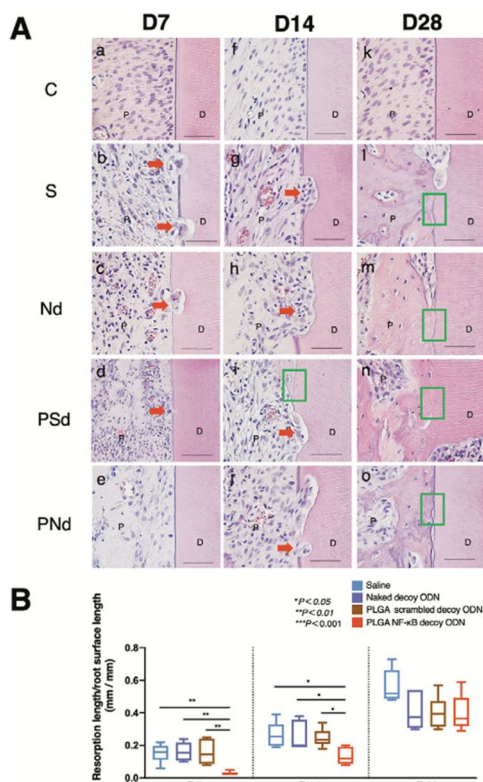 A
D7 D14 D28
C
a f k
P D P D P D
S
b g l
P D P D D
Nd
c h m
P D P D P D
PSd
d i n
P D P D P D
PNd
e j o
P D P D P D
B
*P<0.05
**P<0.01
***P<0.001
Saline
Naked decoy ODN
PLGA scrambled decoy ODN
PLGA NF-κB decoy ODN
Resorption length/root surface length
(mm / mm)
0.8
0.6
0.4
0.2
0.0
**
**
**
*
*
*